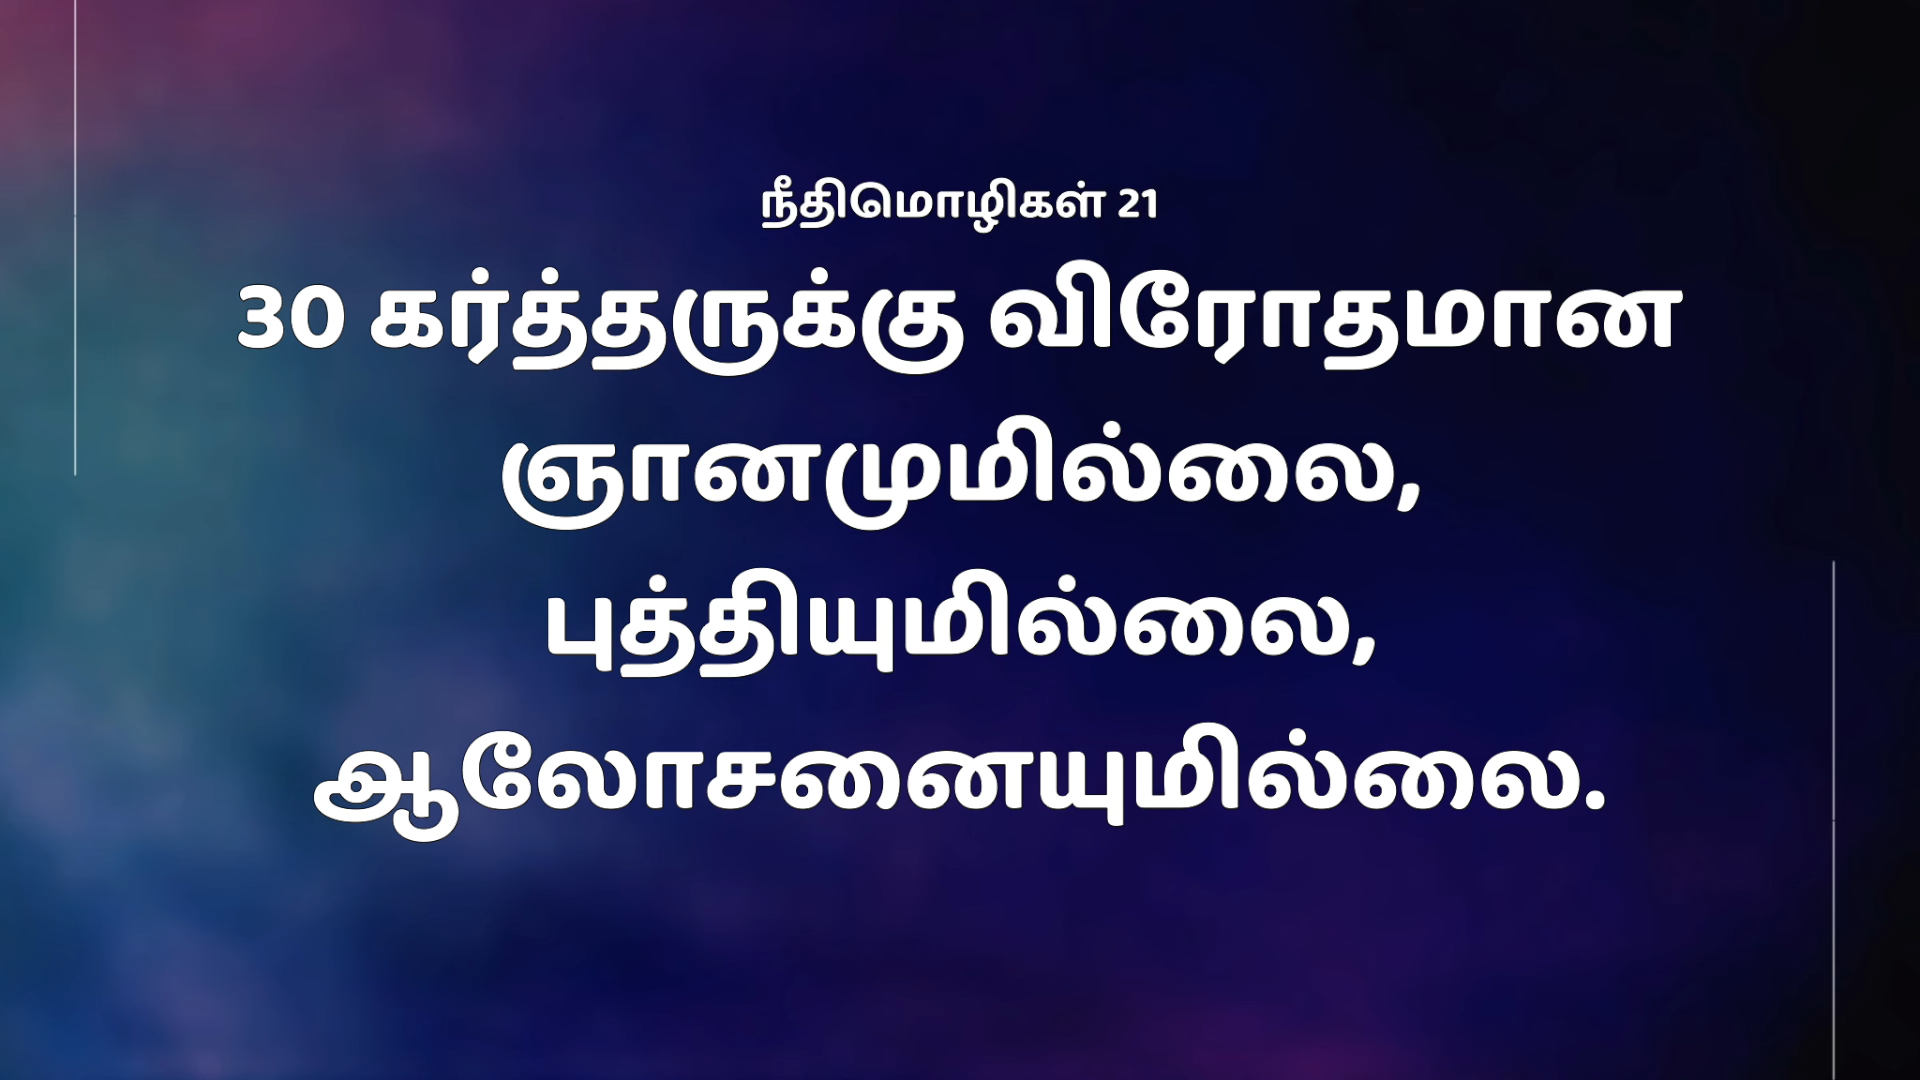 நீதிமொழிகள் 21
30 கர்த்தருக்கு விரோதமான
ஞானமுமில்லை,
புத்தியுமில்லை,
ஆலோசனையுமில்லை.